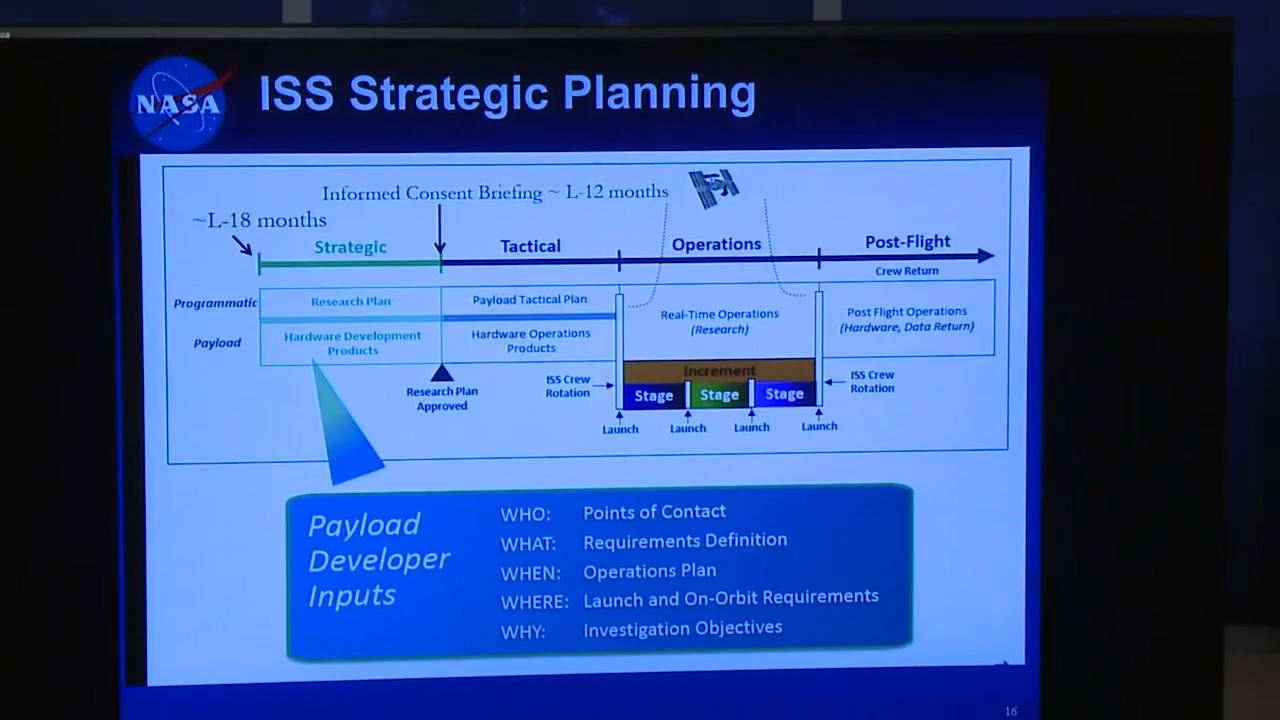 NASA
ISS Strategic Planning
Informed Consent Briefing ~ L-12 months
~L-18 months
Strategic
Tactical
Operations
Post-Flight
Crew Return
Programmatic
Research Plan
Payload Tactical Plan
Real-Time Operations
(Research)
Post Flight Operations
(Hardware, Data Return)
Payload
Hardware Development
Products
Hardware Operations
Products
Increment
Research Plan
Approved
ISS Crew
Rotation
Stage
Stage
Stage
ISS Crew
Rotation
Launch
Launch
Launch
Launch
Payload
Developer
Inputs
WHO: Points of Contact
WHAT: Requirements Definition
WHEN: Operations Plan
WHERE: Launch and On-Orbit Requirements
WHY: Investigation Objectives
16